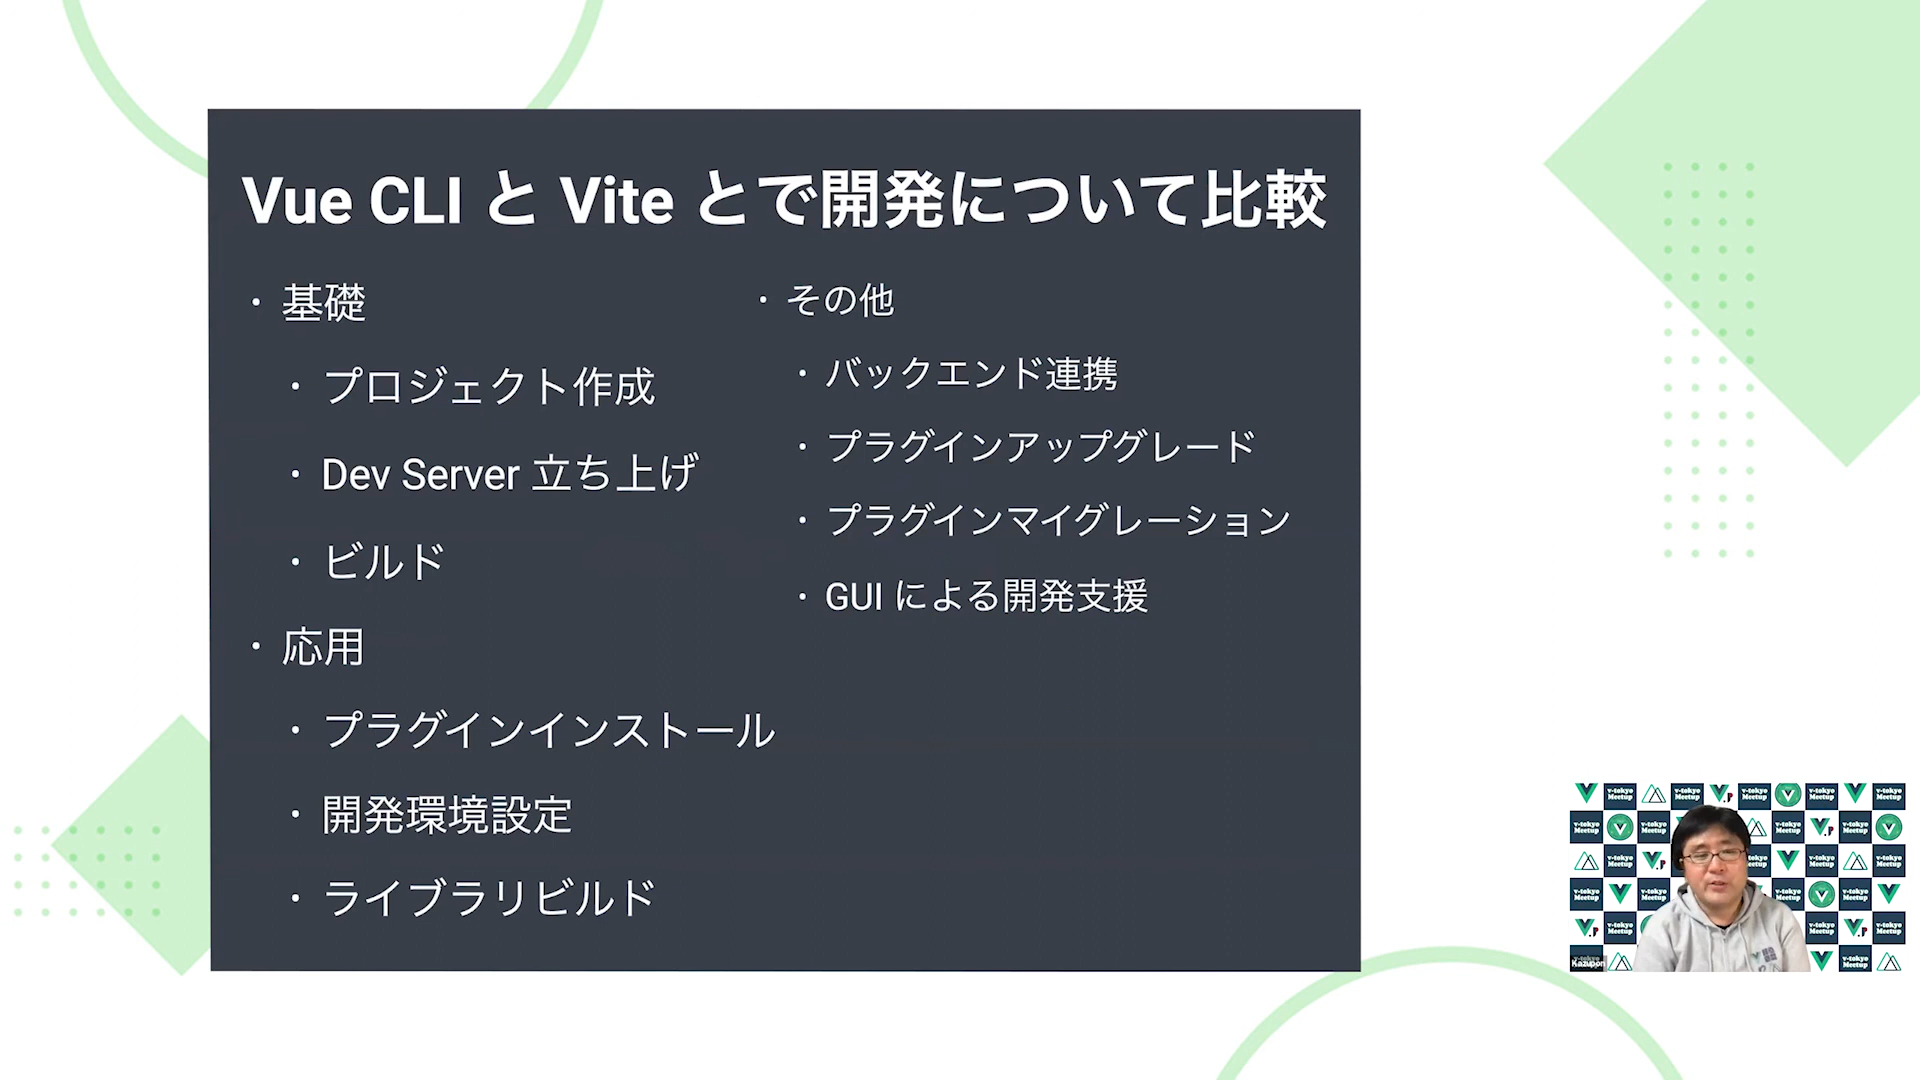 Vue CLI と Vite とで開発について比較
・基礎
・プロジェクト作成
・Dev Server 立ち上げ
・ビルド
・応用
・プラグインインストール
・開発環境設定
・ライブラリビルド
・その他
・バックエンド連携
・プラグインアップグレード
・プラグインマイグレーション
・GUI による開発支援
v-tokyo Meetup
Kazupon